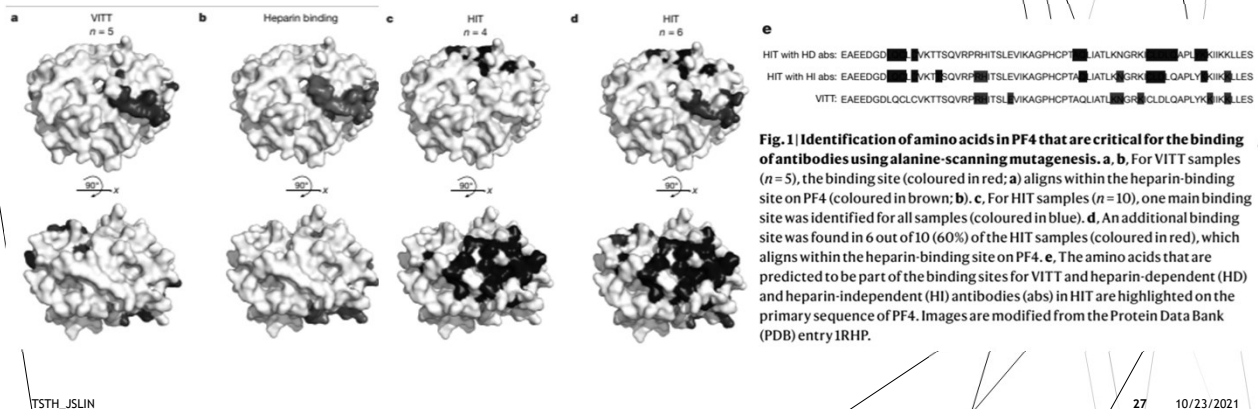 a
VITT
n = 5
b
Heparin binding
c
HIT
n = 4
d
HIT
n = 6
90°
x
90°
x
90°
x
90°
x
e
HIT with HD abs: EAEEDGD VKTTSQVRPRHITSLEVIKAGPHCPT LIATLKNGRKI APL IIKKLLES
HIT with HI abs: EAEEDGD VKT SQVRP ITSLEVIKAGPHCPTA LIATLK GRKI LQAPLY IIK LLES
VITT: EAEEDGDLQCLCVKTTSQVRP ITSL VIKAGPHCPTAQLIATL GR ICLDLQAPLYK IIK LLES
Fig. 1 | Identification of amino acids in PF4 that are critical for the binding
of antibodies using alanine-scanning mutagenesis. a, b, For VITT samples
(n = 5), the binding site (coloured in red; a) aligns within the heparin-binding
site on PF4 (coloured in brown; b). c, For HIT samples (n = 10), one main binding
site was identified for all samples (coloured in blue). d, An additional binding
site was found in 6 out of 10 (60%) of the HIT samples (coloured in red), which
aligns within the heparin-binding site on PF4. e, The amino acids that are
predicted to be part of the binding sites for VITT and heparin-dependent (HD)
and heparin-independent (HI) antibodies (abs) in HIT are highlighted on the
primary sequence of PF4. Images are modified from the Protein Data Bank
(PDB) entry 1RHP.
TSTH_JSLIN
27
10/23/2021